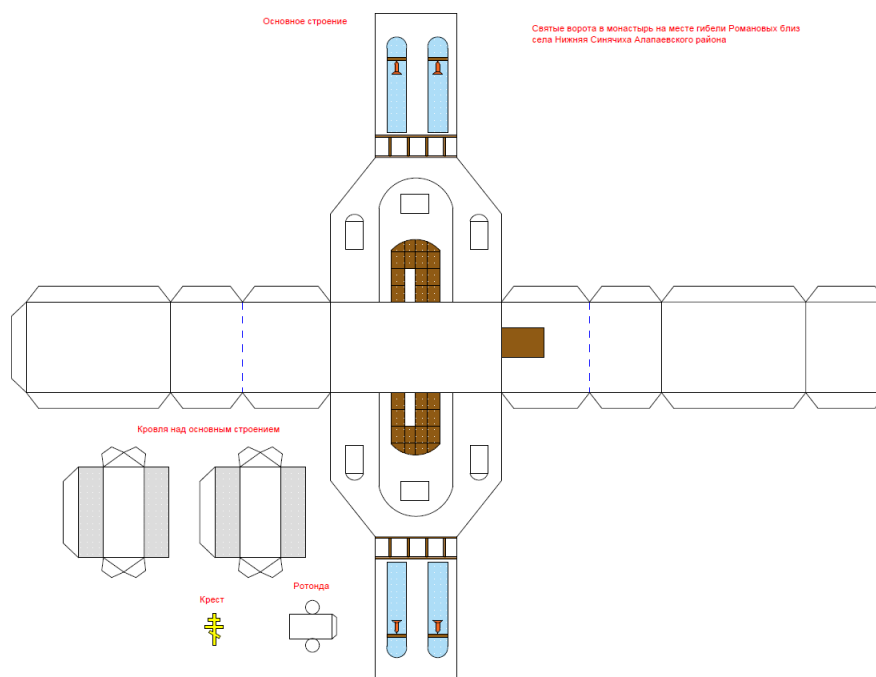 Основное строение
Святые ворота в монастырь на месте гибели Романовых близ
села Нижняя Синячиха Алапаевского района
Кровля над основным строением
Крест
Ротонда